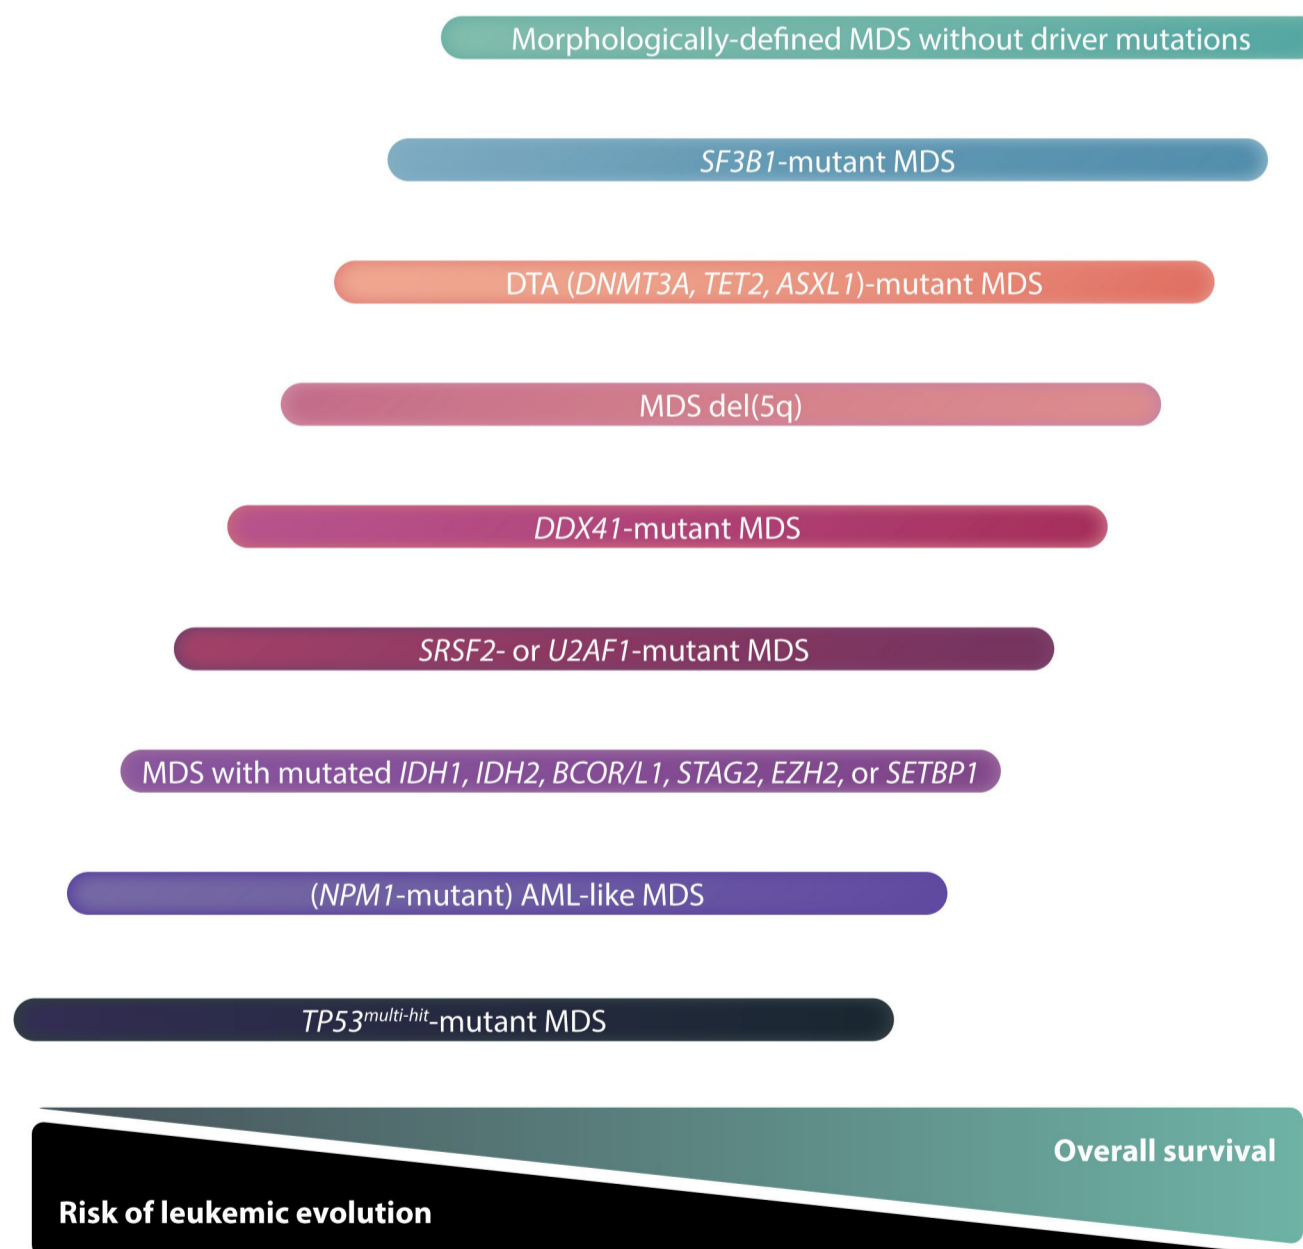 Morphologically-defined MDS without driver mutations
SF3B1-mutant MDS
DTA (DNMT3A, TET2, ASXL1)-mutant MDS
MDS del(5q)
DDX41-mutant MDS
SRSF2- or U2AF1-mutant MDS
MDS with mutated IDH1, IDH2, BCOR/L1, STAG2, EZH2, or SETBP1
(NPM1-mutant) AML-like MDS
TP53multi-hit-mutant MDS
Overall survival
Risk of leukemic evolution